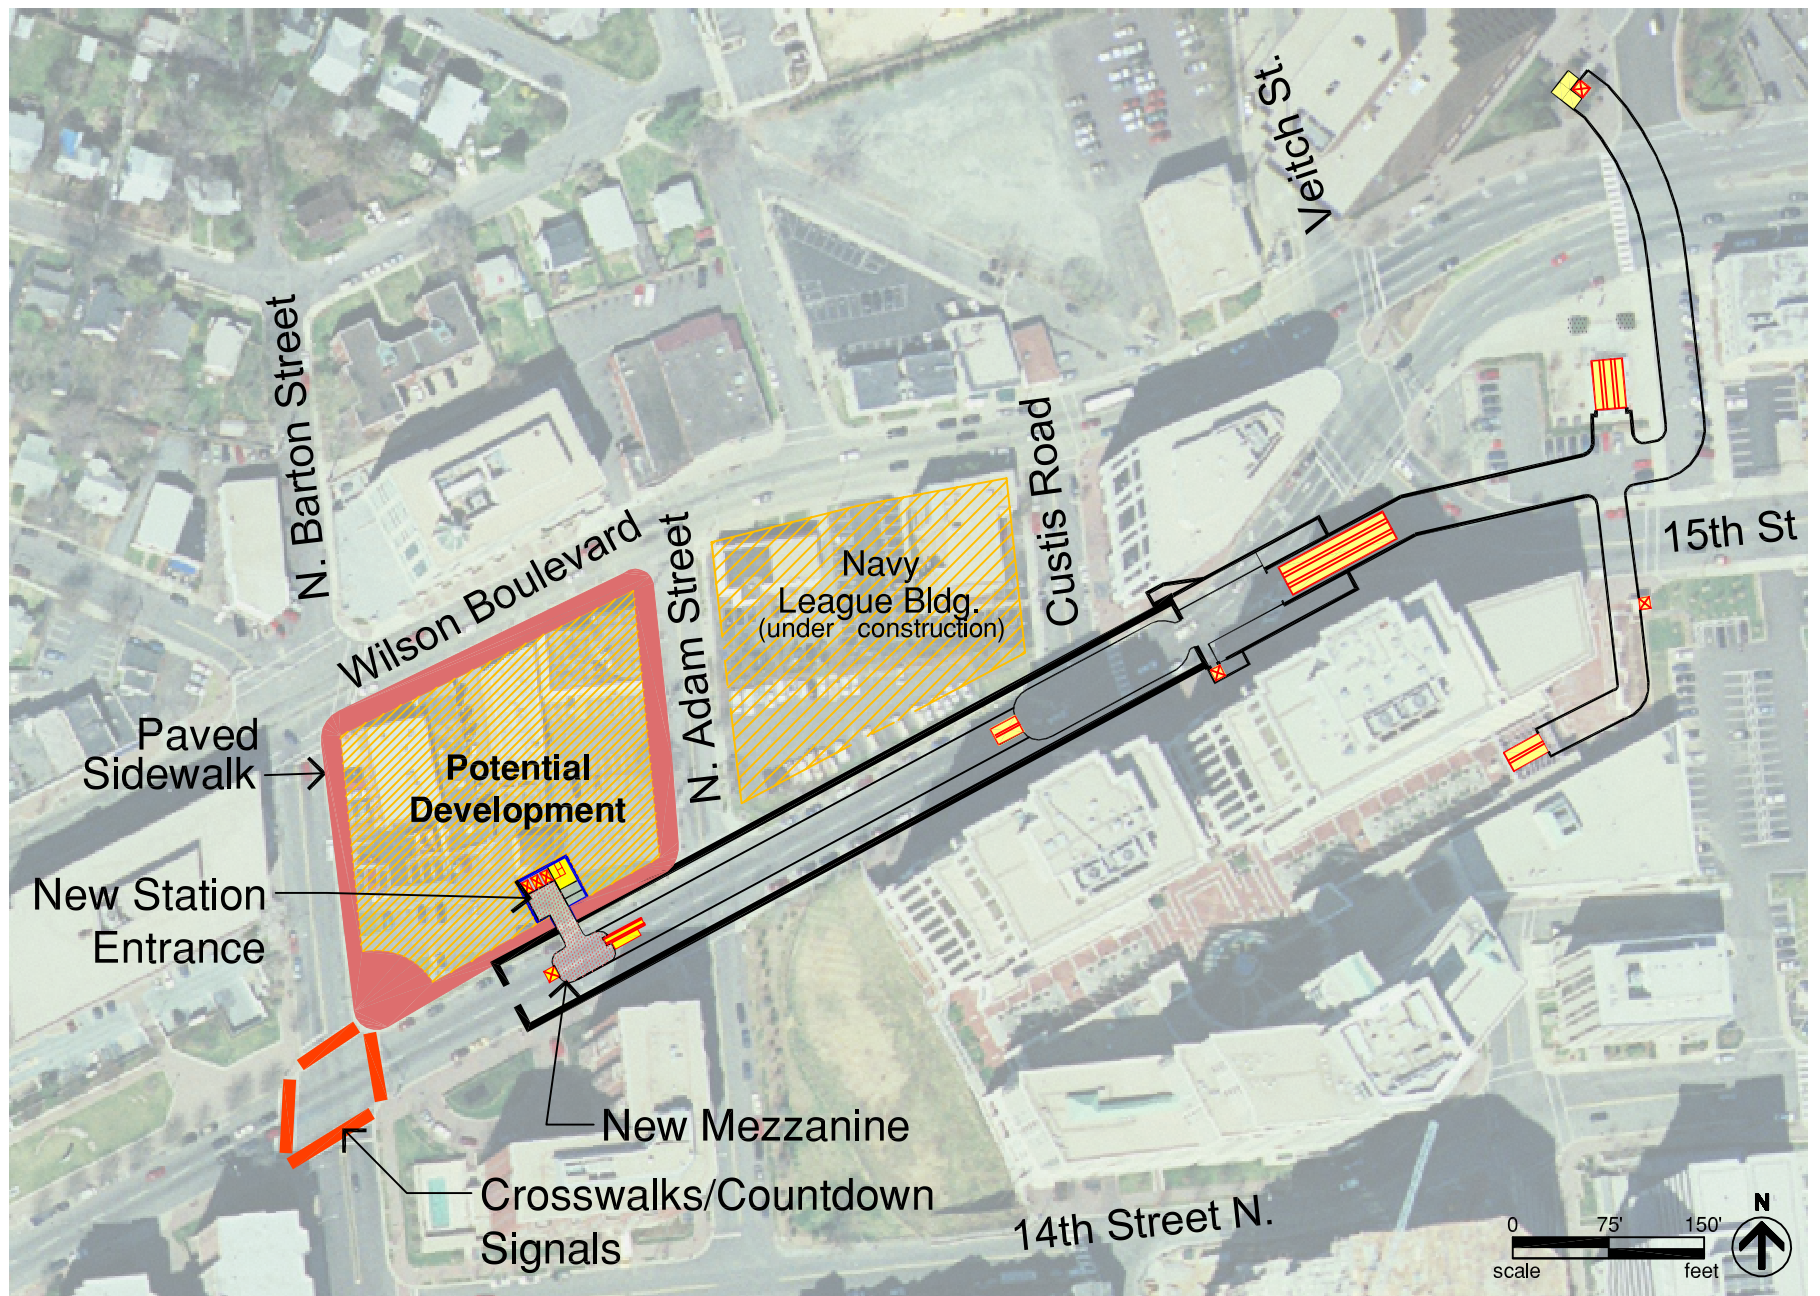 Veitch St.
N. Barton Street
Wilson Boulevard
N. Adam Street
Custis Road
15th St
Navy
League Bldg.
(under construction)
Paved
Sidewalk
Potential
Development
New Station
Entrance
New Mezzanine
Crosswalks/Countdown
Signals
14th Street N.
N
0 75' 150'
scale feet